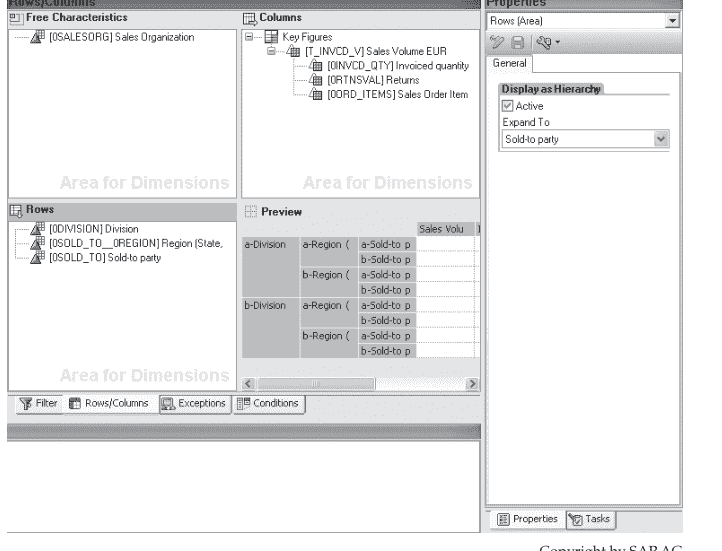 Rows/Columns
Free Characteristics
[0SALESORG] Sales Organization
Area for Dimensions
Columns
Key Figures
[T_INVCD_V] Sales Volume EUR
[0INVCD_QTY] Invoiced quantity
[0RTNSVAL] Returns
[0ORD_ITEMS] Sales Order Item
Area for Dimensions
Rows
[0DIVISION] Division
[0SOLD_TO__0REGION] Region (State,
[0SOLD_TO] Sold-to party
Area for Dimensions
Preview
Sales Volu
a-Division a-Region ( a-Sold-to p
b-Sold-to p
b-Region ( a-Sold-to p
b-Sold-to p
b-Division a-Region ( a-Sold-to p
b-Sold-to p
b-Region ( a-Sold-to p
b-Sold-to p
Filter Rows/Columns Exceptions Conditions
Properties
Rows (Area)
General
Display as Hierarchy
Active
Expand To
Sold-to party
Properties Tasks
Copyright by SAP AG